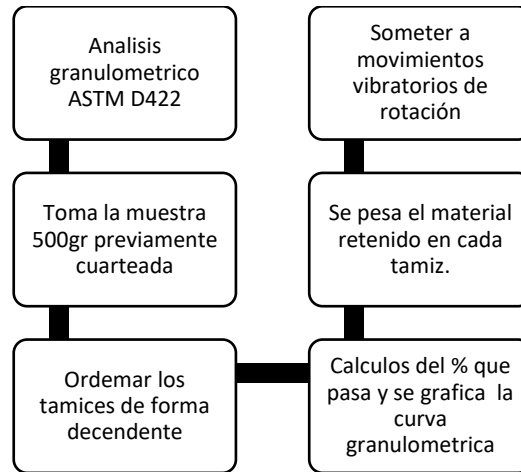 Analisis
granulometrico
ASTM D422
Toma la muestra
500gr previamente
cuarteada
Ordemar los
tamices de forma
decendente
Calculos del % que
pasa y se grafica la
curva
granulometrica
Se pesa el material
retenido en cada
tamiz.
Someter a
movimientos
vibratorios de
rotación